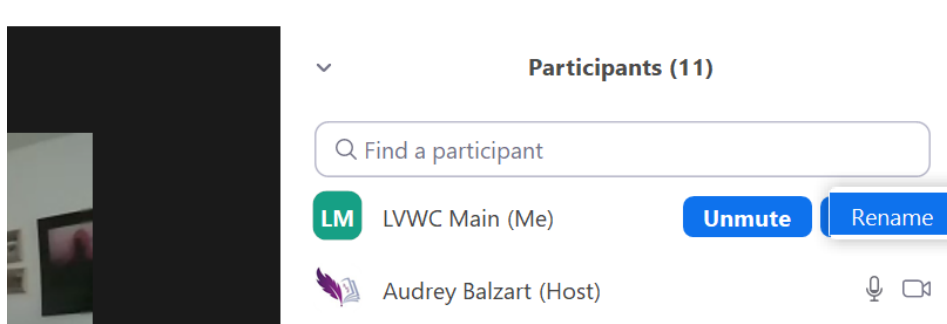 Participants (11)
Find a participant
LM LVWC Main (Me) Unmute Rename
Audrey Balzart (Host)